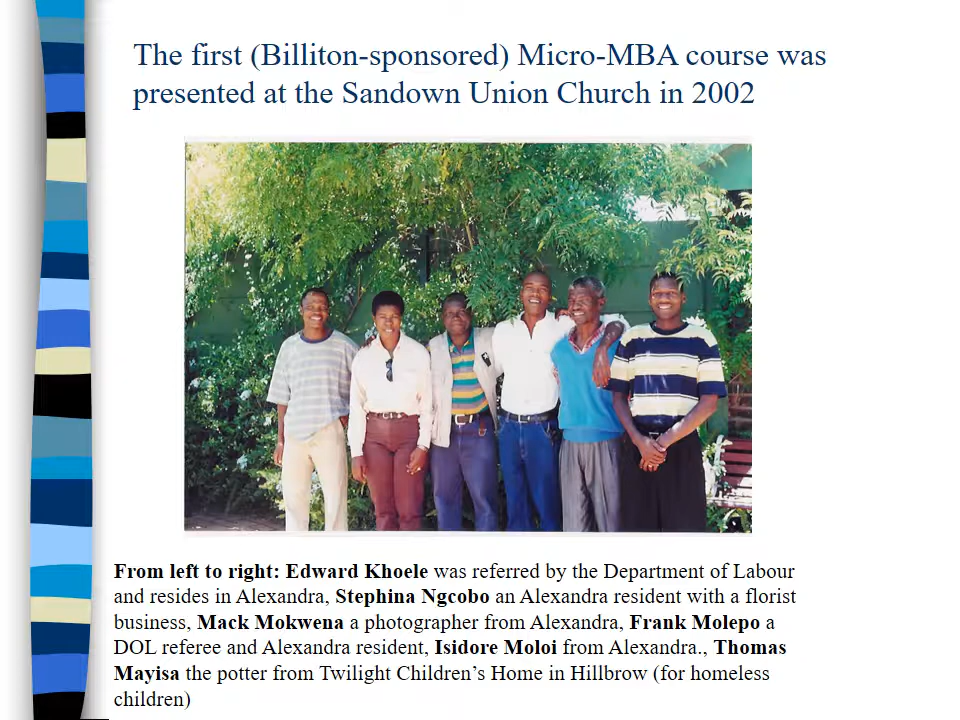 The first (Billiton-sponsored) Micro-MBA course was
presented at the Sandown Union Church in 2002
From left to right: Edward Khoele was referred by the Department of Labour
and resides in Alexandra, Stephina Ngcobo an Alexandra resident with a florist
business, Mack Mokwena a photographer from Alexandra, Frank Molepo a
DOL referee and Alexandra resident, Isidore Moloi from Alexandra., Thomas
Mayisa the potter from Twilight Children’s Home in Hillbrow (for homeless
children)